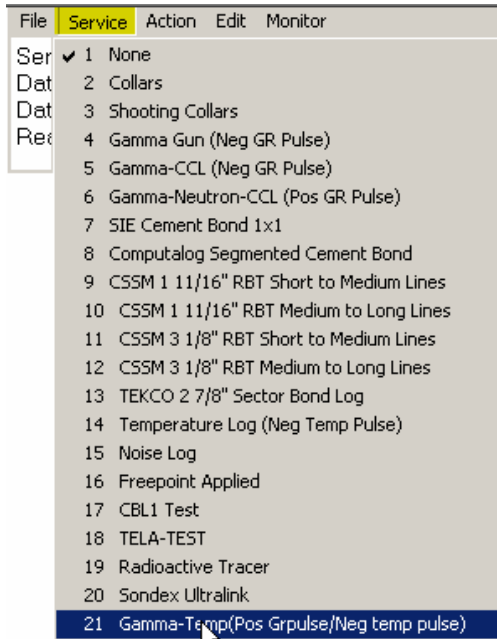 File Service Action Edit Monitor
Ser
Dat
Dat
Rea
1 None
2 Collars
3 Shooting Collars
4 Gamma Gun (Neg GR Pulse)
5 Gamma-CCL (Neg GR Pulse)
6 Gamma-Neutron-CCL (Pos GR Pulse)
7 SIE Cement Bond 1x1
8 Computalog Segmented Cement Bond
9 CSSM 1 11/16" RBT Short to Medium Lines
10 CSSM 1 11/16" RBT Medium to Long Lines
11 CSSM 3 1/8" RBT Short to Medium Lines
12 CSSM 3 1/8" RBT Medium to Long Lines
13 TEKCO 2 7/8" Sector Bond Log
14 Temperature Log (Neg Temp Pulse)
15 Noise Log
16 Freepoint Applied
17 CBL1 Test
18 TELA-TEST
19 Radioactive Tracer
20 Sondex Ultralink
21 Gamma-Temp(Pos Grpulse/Neg temp pulse)